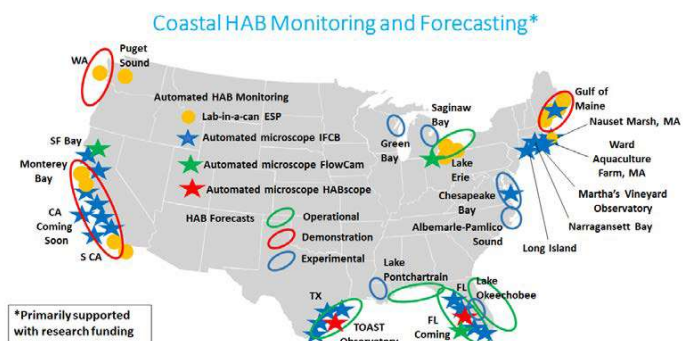 Coastal HAB Monitoring and Forecasting*
WA
Puget
Sound
Automated HAB Monitoring
Lab-in-a-can ESP
Automated microscope IFCB
Automated microscope FlowCam
Automated microscope HABscope
HAB Forecasts
Operational
Demonstration
Experimental
SF Bay
Monterey
Bay
CA
Coming
Soon
S CA
Green
Bay
Saginaw
Bay
Lake
Erie
Gulf of
Maine
Nauset Marsh, MA
Ward
Aquaculture
Farm, MA
Martha's Vineyard
Observatory
Narragansett Bay
Long Island
Chesapeake
Bay
Albemarle-Pamlico
Sound
Lake
Pontchartrain
FL
Lake
Okeechobee
TX
TOAST
Observatory
FL
Coming
*Primarily supported
with research funding